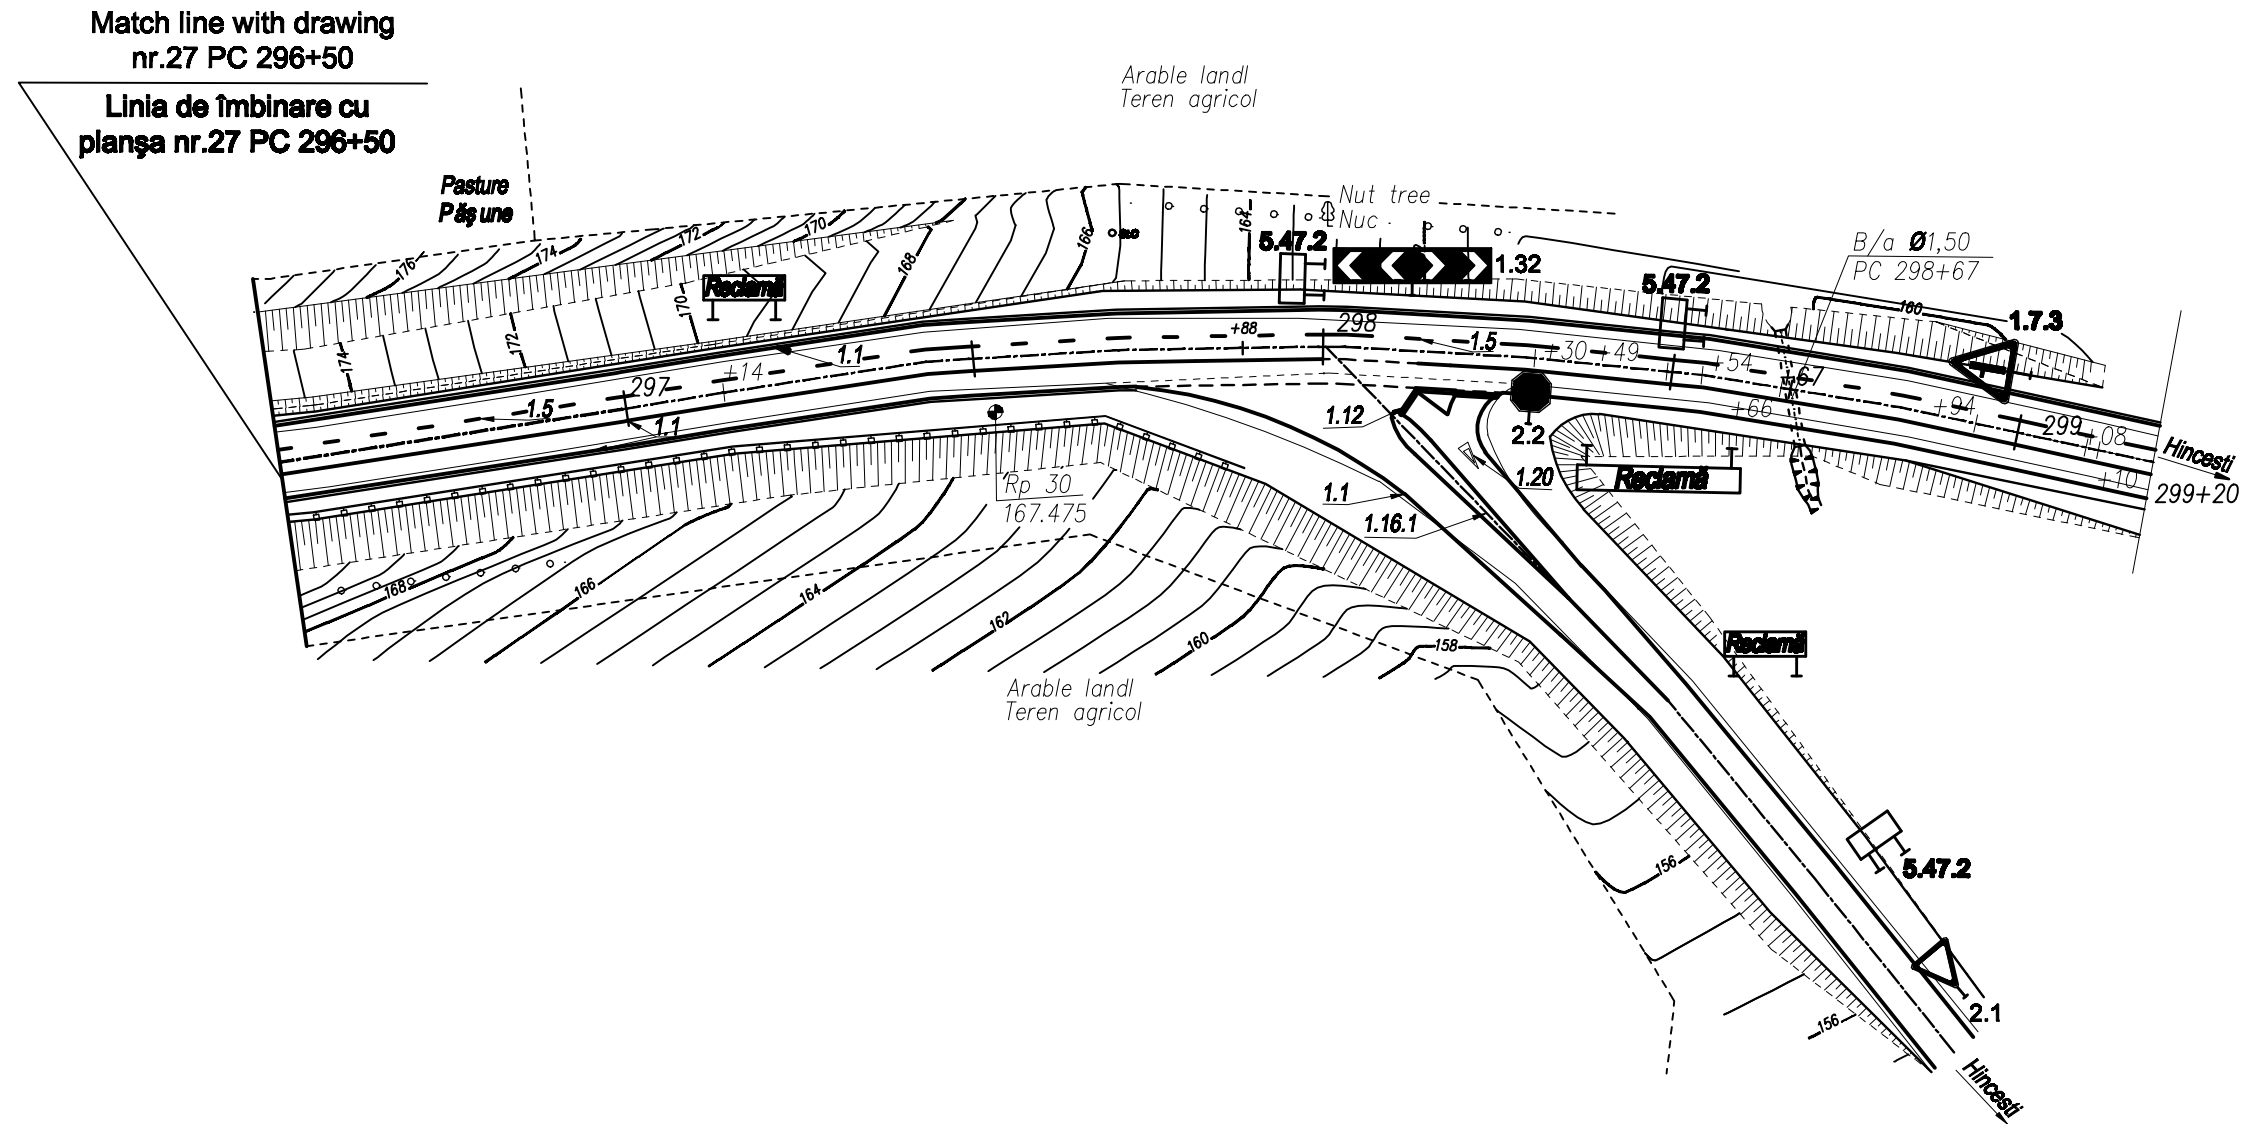 Match line with drawing
nr.27 PC 296+50
Linia de îmbinare cu
planşa nr.27 PC 296+50
Arable landl
Teren agricol
Pasture
Păşune
Nut tree
Nuc
5.47.2
1.32
5.47.2
B/a Ø1,50
PC 298+67
1.7.3
176
174
172
170
168
166
164
160
Reclamă
174
172
170
+88
298
1.1
1.5
+30
+49
+54
67
297
+14
1.5
1.1
1.12
2.2
+66
+94
299
+08
Hincesti
+10
299+20
1.20
Reclamă
Rp 30
167.475
1.1
1.16.1
168
166
164
162
160
158
Reclamă
Arable landl
Teren agricol
156
5.47.2
156
2.1
Hincesti